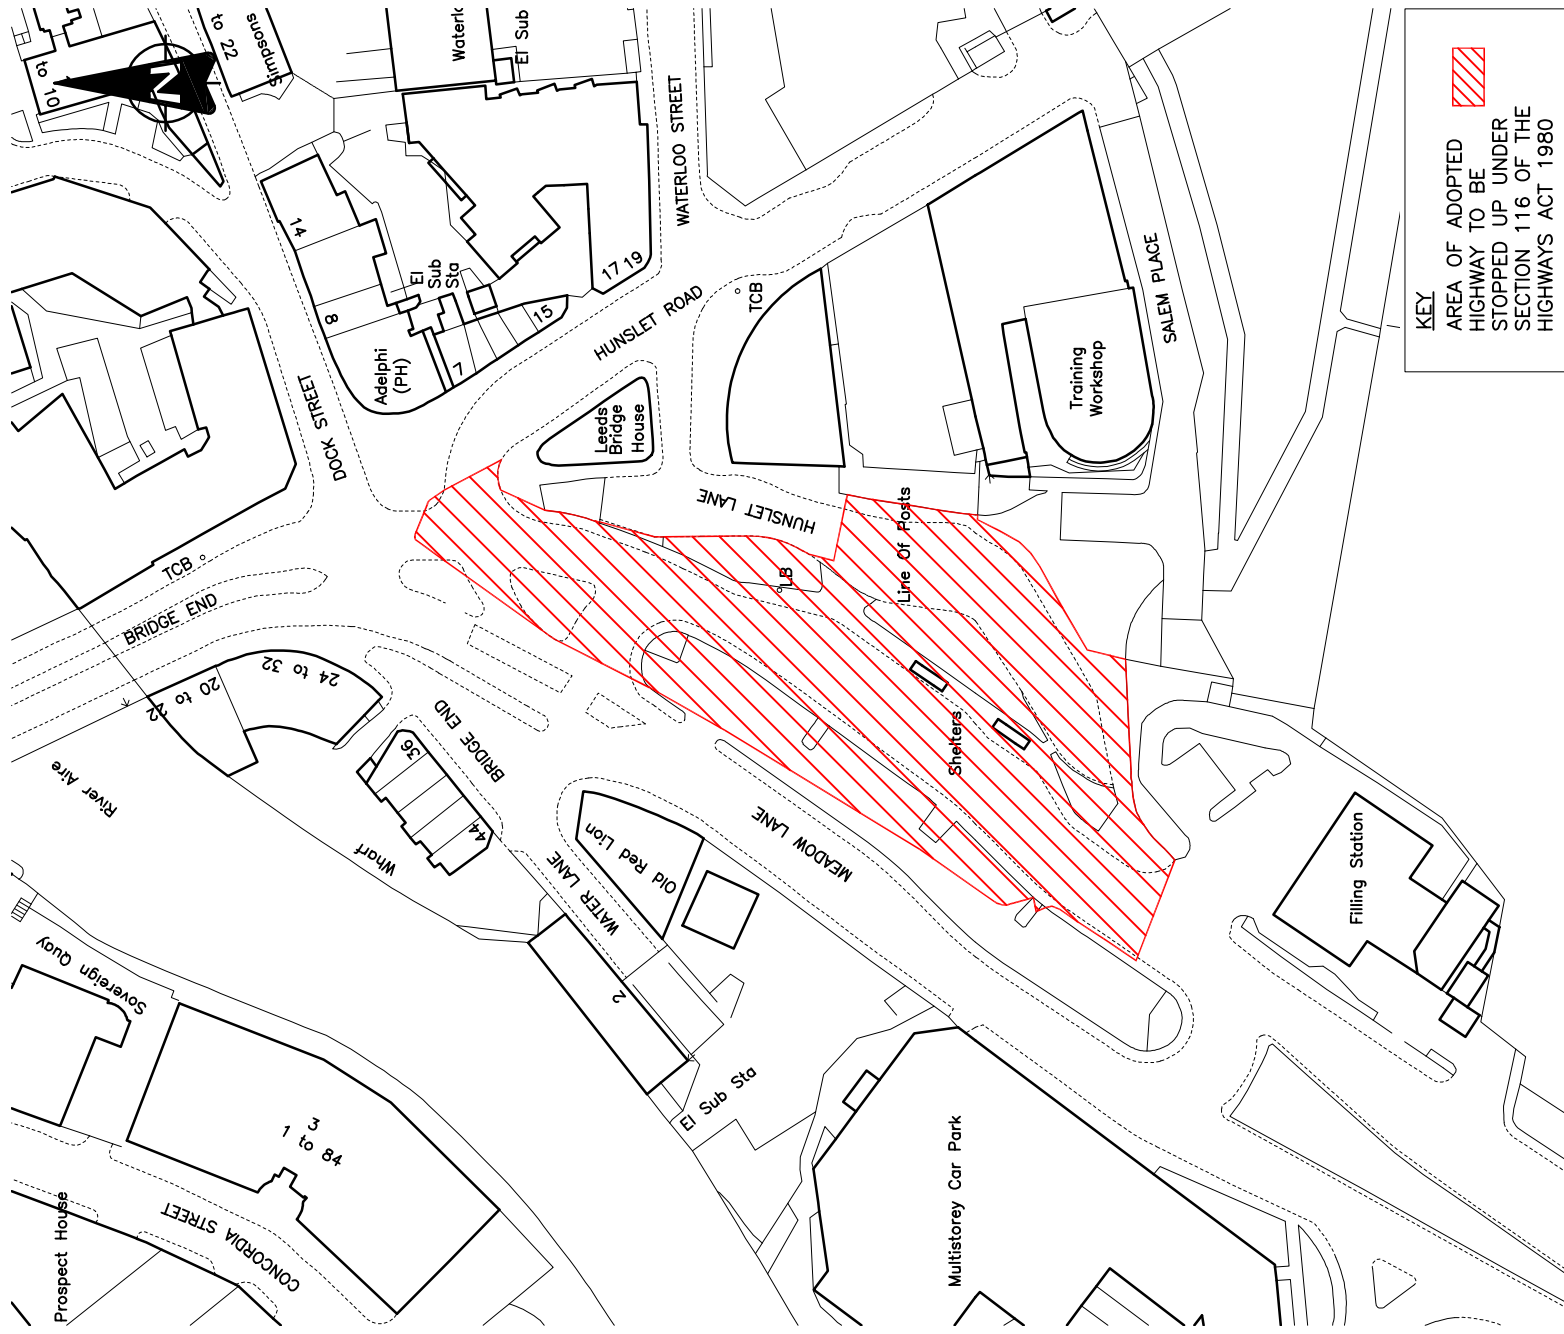 to 10
to 22
Simpsons
El Sub
14
8
Adelphi
(PH)
El
Sub
Sta
7
15
17 19
WATERLOO STREET
HUNSLET ROAD
TCB
DOCK STREET
Leeds
Bridge
House
HUNSLET LANE
Training
Workshop
SALEM PLACE
KEY
AREA OF ADOPTED
HIGHWAY TO BE
STOPPED UP UNDER
SECTION 116 OF THE
HIGHWAYS ACT 1980
Line Of Posts
LB
Shelters
TCB
BRIDGE END
20 to 22
24 to 32
River Aire
36
44
BRIDGE END
Wharf
WATER LANE
Old Red Lion
MEADOW LANE
Filling Station
2
El Sub Sta
Sovereign Quay
3
1 to 84
CONCORDIA STREET
Prospect House
Multistorey Car Park